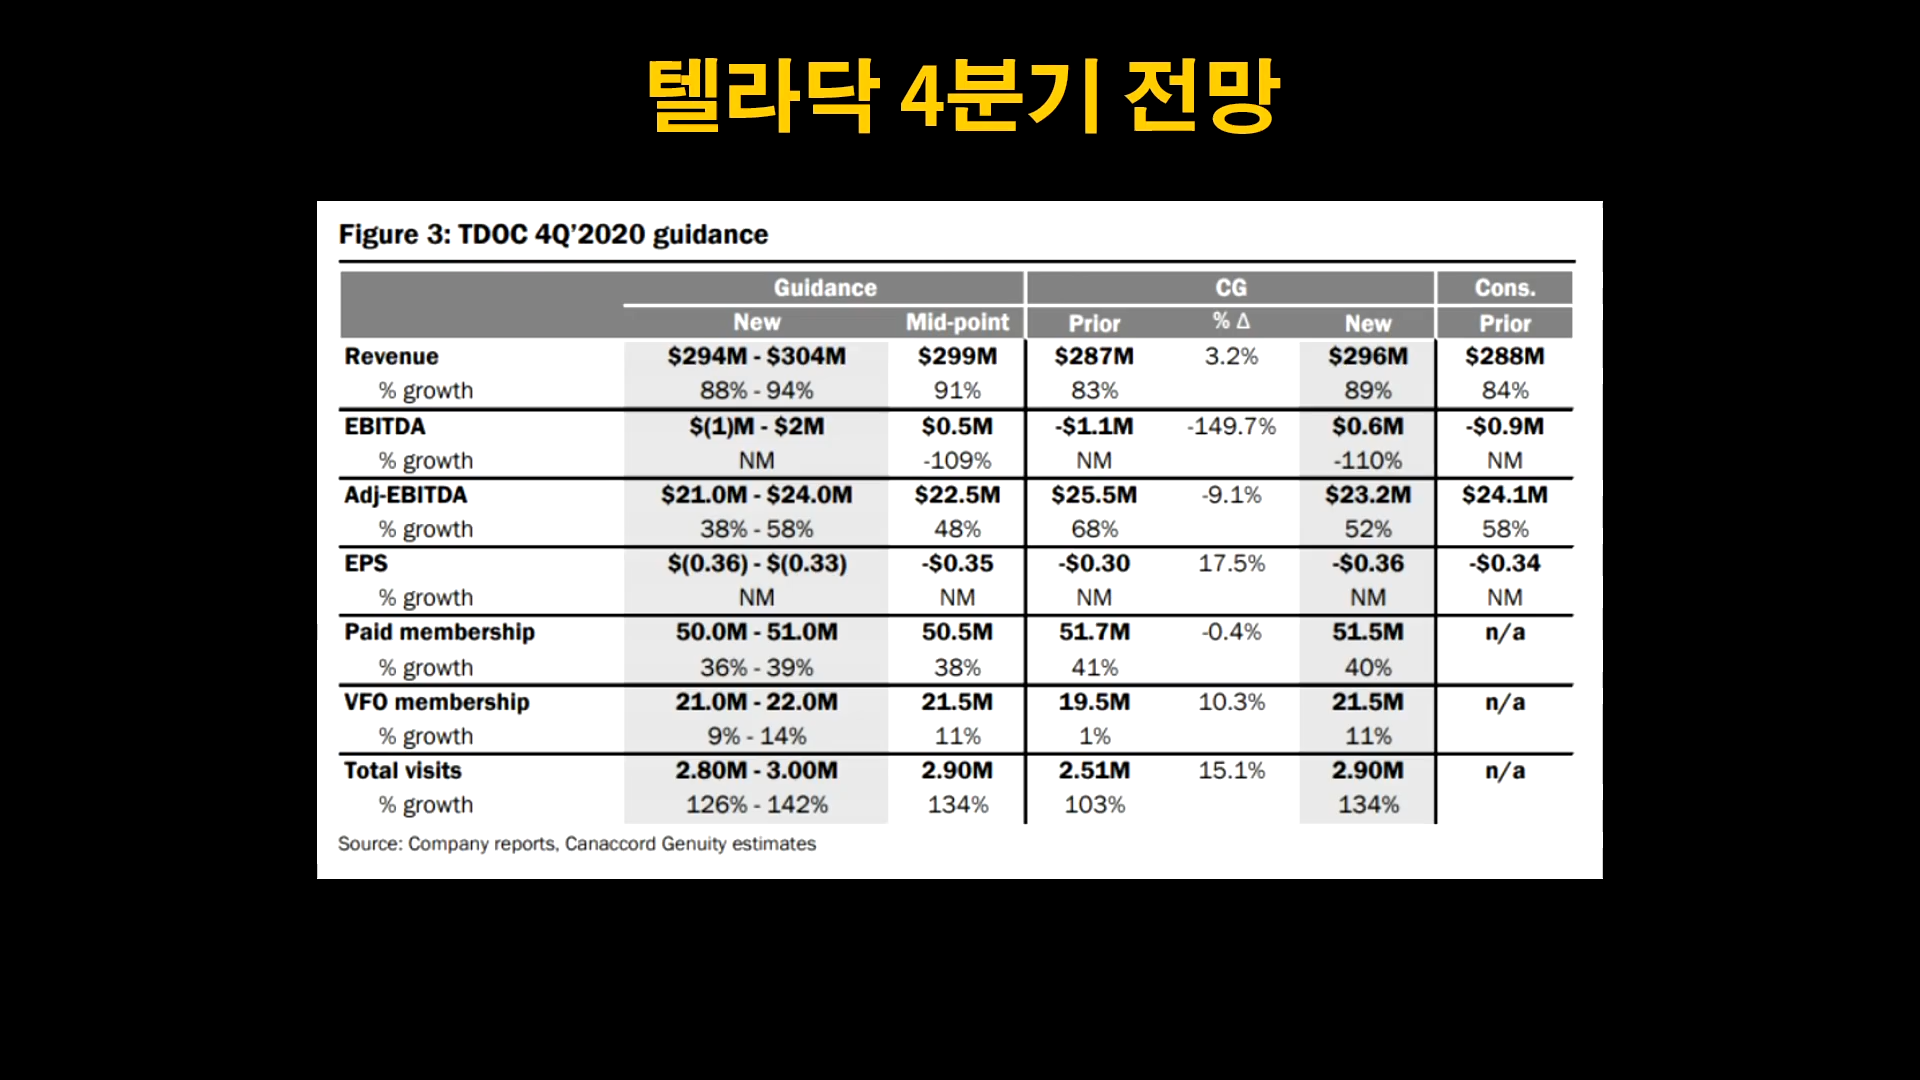 텔라닥 4분기 전망
Figure 3: TDOC 4Q'2020 guidance
Guidance CG Cons.
New Mid-point Prior % Δ New Prior
Revenue $294M - $304M $299M $287M 3.2% $296M $288M
% growth 88% - 94% 91% 83% 89% 84%
EBITDA $(1)M - $2M $0.5M -$1.1M -149.7% $0.6M -$0.9M
% growth NM -109% NM -110% NM
Adj-EBITDA $21.0M - $24.0M $22.5M $25.5M -9.1% $23.2M $24.1M
% growth 38% - 58% 48% 68% 52% 58%
EPS $(0.36) - $(0.33) -$0.35 -$0.30 17.5% -$0.36 -$0.34
% growth NM NM NM NM NM
Paid membership 50.0M - 51.0M 50.5M 51.7M -0.4% 51.5M n/a
% growth 36% - 39% 38% 41% 40%
VFO membership 21.0M - 22.0M 21.5M 19.5M 10.3% 21.5M n/a
% growth 9% - 14% 11% 1% 11%
Total visits 2.80M - 3.00M 2.90M 2.51M 15.1% 2.90M n/a
% growth 126% - 142% 134% 103% 134%
Source: Company reports, Canaccord Genuity estimates